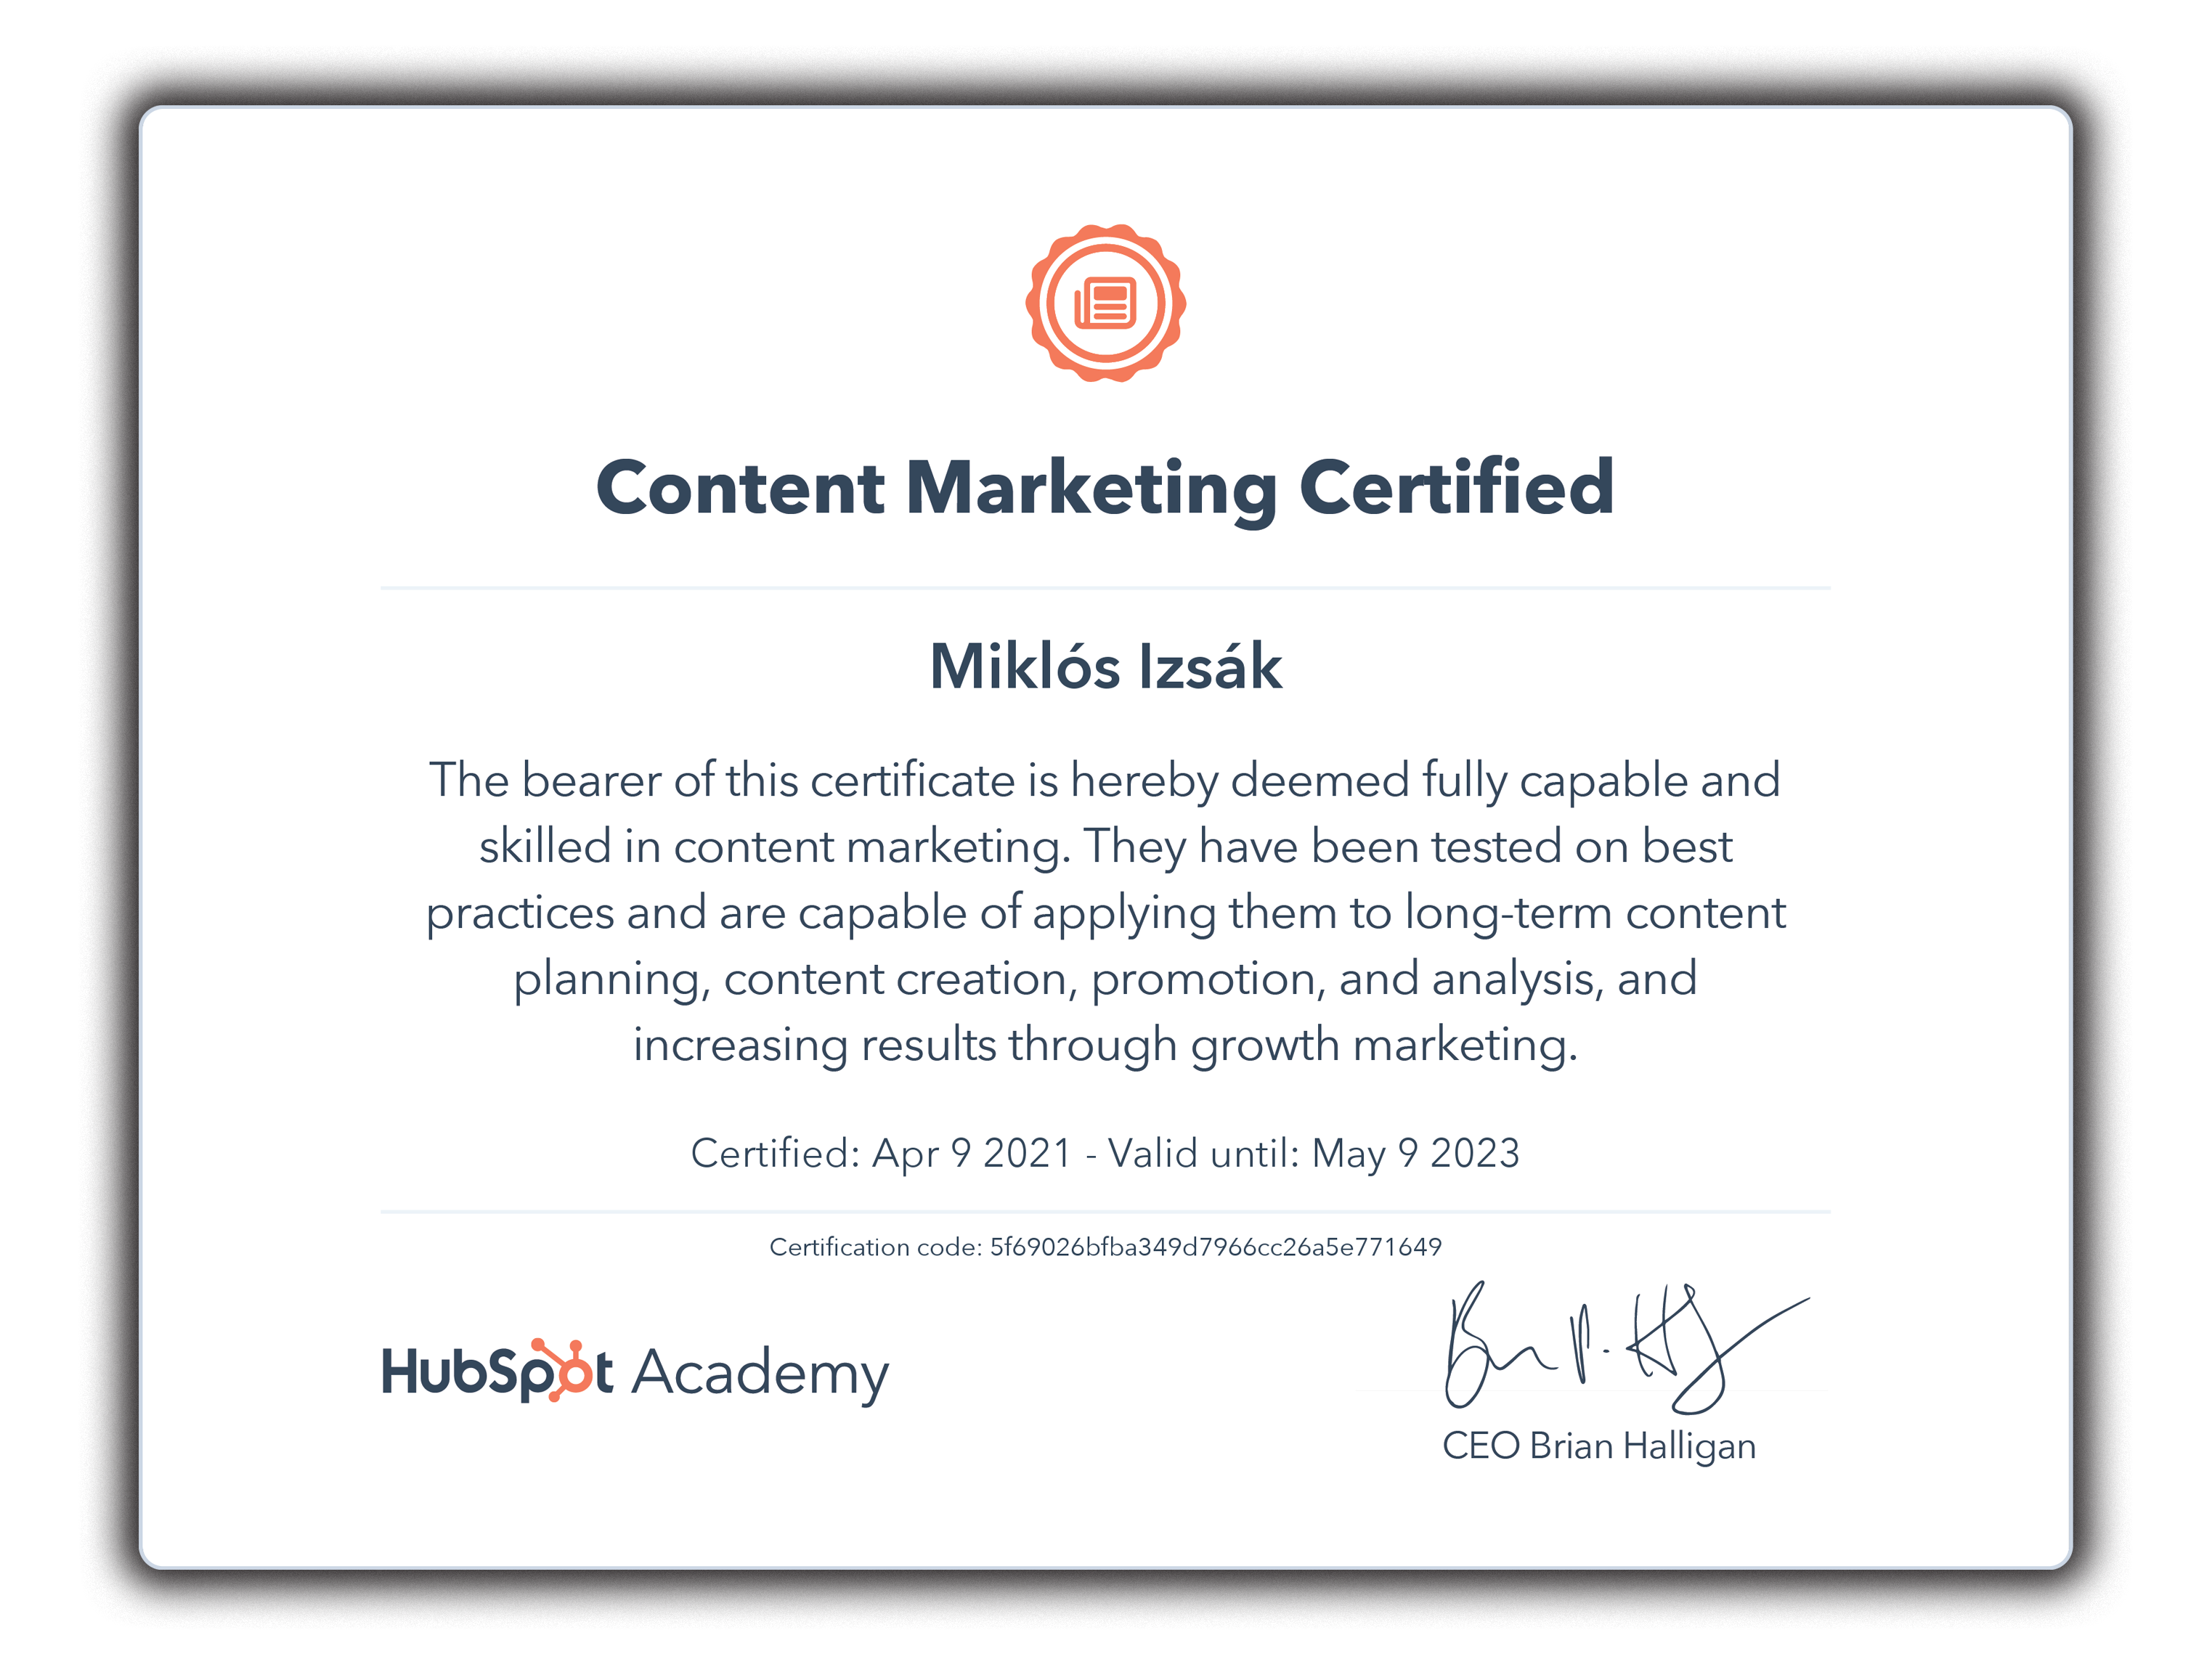 Content Marketing Certified
Miklós Izsák
The bearer of this certificate is hereby deemed fully capable and
skilled in content marketing. They have been tested on best
practices and are capable of applying them to long-term content
planning, content creation, promotion, and analysis, and
increasing results through growth marketing.
Certified: Apr 9 2021 - Valid until: May 9 2023
Certification code: 5f69026bfba349d7966cc26a5e771649
HubSpot Academy
CEO Brian Halligan